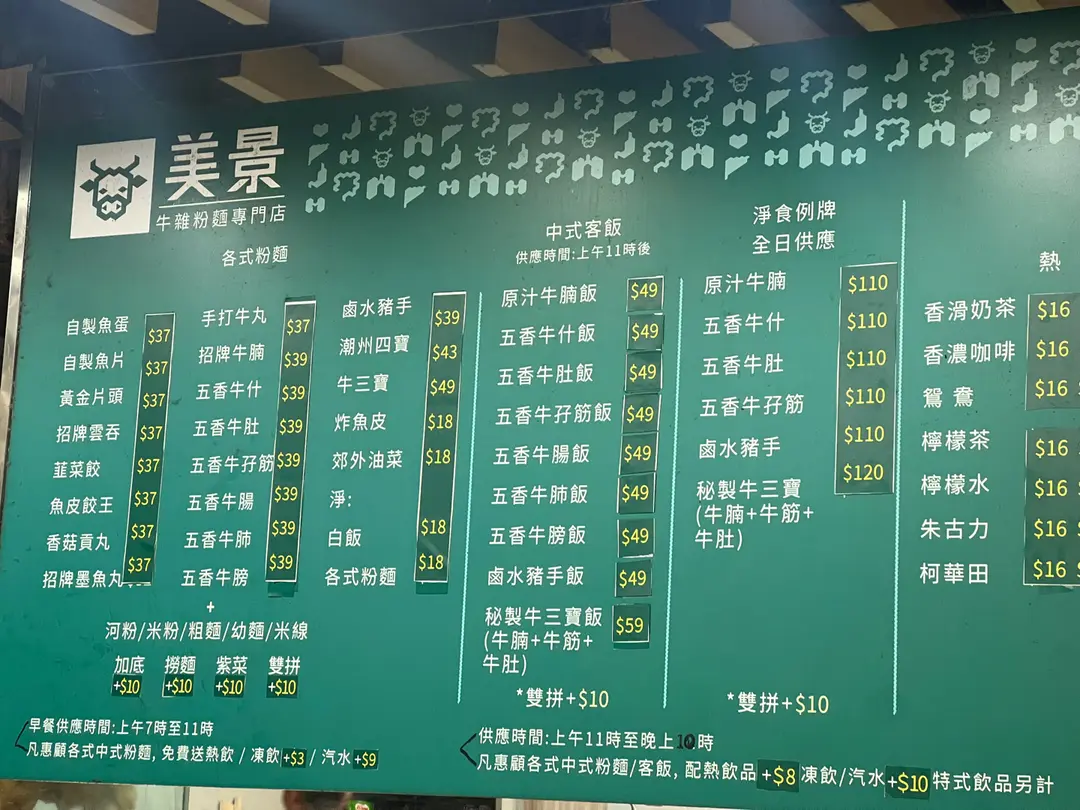 美景
牛雜粉麵專門店
各式粉麵
自製魚蛋 $37
自製魚片 $37
黃金片頭 $37
招牌雲吞 $37
韮菜餃 $37
魚皮餃王 $37
香菇貢丸 $37
招牌墨魚丸 $37
手打牛丸 $37
招牌牛腩 $39
五香牛什 $39
五香牛肚 $39
五香牛孖筋 $39
五香牛腸 $39
五香牛肺 $39
五香牛膀 $39
鹵水豬手 $39
潮州四寶 $43
牛三寶 $49
炸魚皮 $18
郊外油菜 $18
淨:
白飯 $18
各式粉麵 $18
+
河粉/米粉/粗麵/幼麵/米線
加底 撈麵 紫菜 雙拼
+$10 +$10 +$10 +$10
早餐供應時間:上午7時至11時
凡惠顧各式中式粉麵, 免費送熱飲 / 凍飲+$3 / 汽水+$9
中式客飯
供應時間:上午11時後
原汁牛腩飯 $49
五香牛什飯 $49
五香牛肚飯 $49
五香牛孖筋飯 $49
五香牛腸飯 $49
五香牛肺飯 $49
五香牛膀飯 $49
鹵水豬手飯 $49
秘製牛三寶飯 $59
(牛腩+牛筋+
牛肚)
*雙拼+$10
淨食例牌
全日供應
原汁牛腩 $110
五香牛什 $110
五香牛肚 $110
五香牛孖筋 $110
鹵水豬手 $110
秘製牛三寶 $120
(牛腩+牛筋+
牛肚)
*雙拼+$10
供應時間:上午11時至晚上10時
凡惠顧各式中式粉麵/客飯, 配熱飲品+$8凍飲/汽水+$10特式飲品另計
熱
香滑奶茶 $16
香濃咖啡 $16
鴛鴦 $16
檸檬茶 $16
檸檬水 $16
朱古力 $16
柯華田 $16